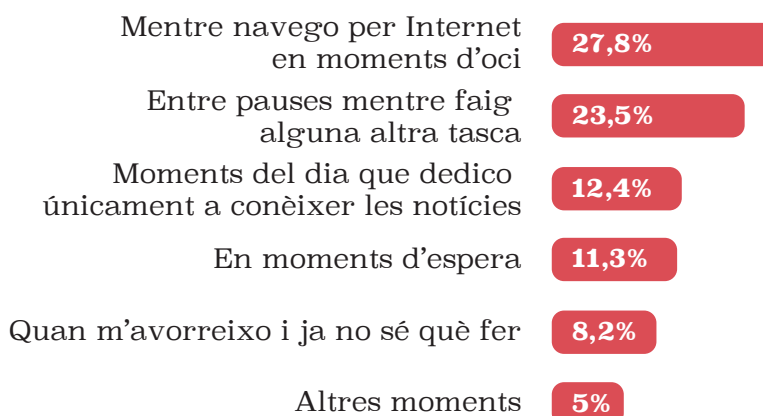 Mentre navego per Internet
en moments d'oci
27,8%
Entre pauses mentre faig
alguna altra tasca
23,5%
Moments del dia que dedico
únicament a conèixer les notícies
12,4%
En moments d'espera
11,3%
Quan m'avorreixo i ja no sé què fer
8,2%
Altres moments
5%